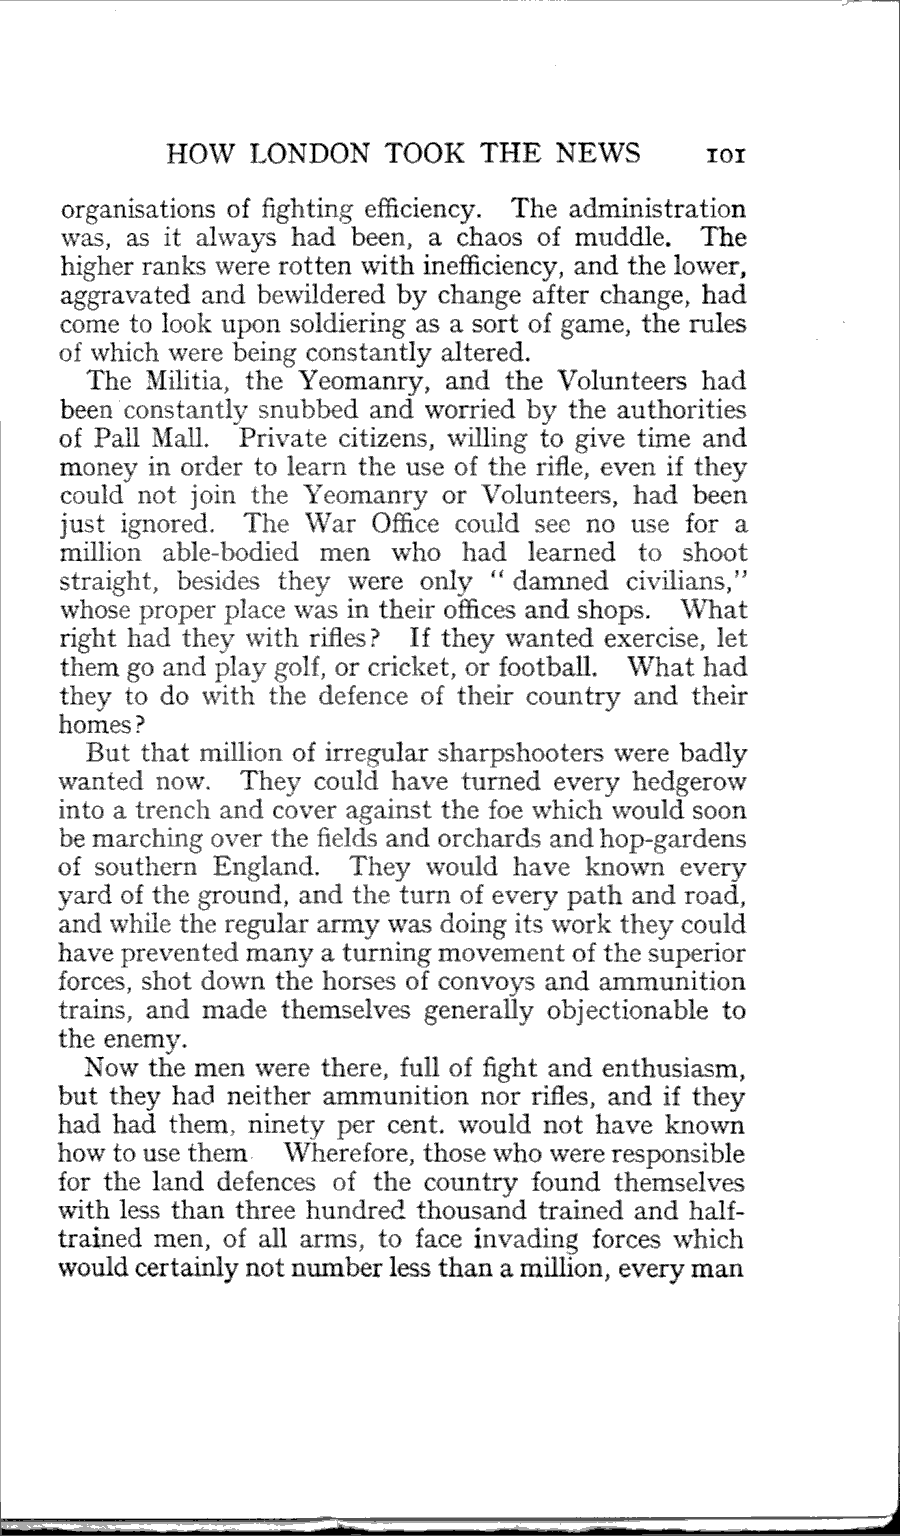 HOW LONDON TOOK THE NEWS 101
organisations of fighting efficiency. The administration
was, as it always had been, a chaos of muddle. The
higher ranks were rotten with inefficiency, and the lower,
aggravated and bewildered by change after change, had
come to look upon soldiering as a sort of game, the rules
of which were being constantly altered.
The Militia, the Yeomanry, and the Volunteers had
been constantly snubbed and worried by the authorities
of Pall Mall. Private citizens, willing to give time and
money in order to learn the use of the rifle, even if they
could not join the Yeomanry or Volunteers, had been
just ignored. The War Office could see no use for a
million able-bodied men who had learned to shoot
straight, besides they were only “ damned civilians,”
whose proper place was in their offices and shops. What
right had they with rifles? If they wanted exercise, let
them go and play golf, or cricket, or football. What had
they to do with the defence of their country and their
homes?
But that million of irregular sharpshooters were badly
wanted now. They could have turned every hedgerow
into a trench and cover against the foe which would soon
be marching over the fields and orchards and hop-gardens
of southern England. They would have known every
yard of the ground, and the turn of every path and road,
and while the regular army was doing its work they could
have prevented many a turning movement of the superior
forces, shot down the horses of convoys and ammunition
trains, and made themselves generally objectionable to
the enemy.
Now the men were there, full of fight and enthusiasm,
but they had neither ammunition nor rifles, and if they
had had them, ninety per cent. would not have known
how to use them Wherefore, those who were responsible
for the land defences of the country found themselves
with less than three hundred thousand trained and half-
trained men, of all arms, to face invading forces which
would certainly not number less than a million, every man